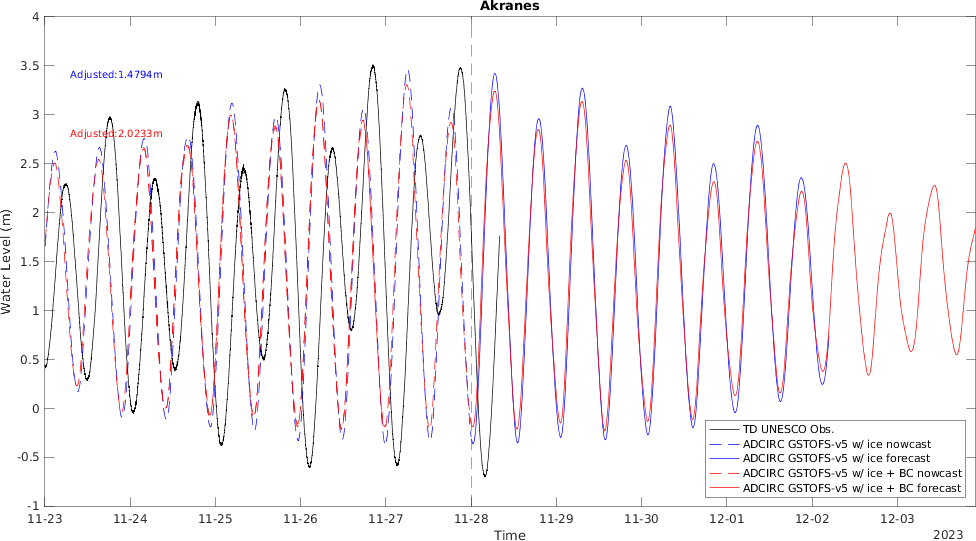 Akranes
4
3.5
3
2.5
2
1.5
1
0.5
0
-0.5
-1
Water Level (m)
Adjusted:1.4794m
Adjusted:2.0233m
TD UNESCO Obs.
ADCIRC GSTOFS-v5 w/ ice nowcast
ADCIRC GSTOFS-v5 w/ ice forecast
ADCIRC GSTOFS-v5 w/ ice + BC nowcast
ADCIRC GSTOFS-v5 w/ ice + BC forecast
11-23 11-24 11-25 11-26 11-27 11-28 11-29 11-30 12-01 12-02 12-03
Time
2023